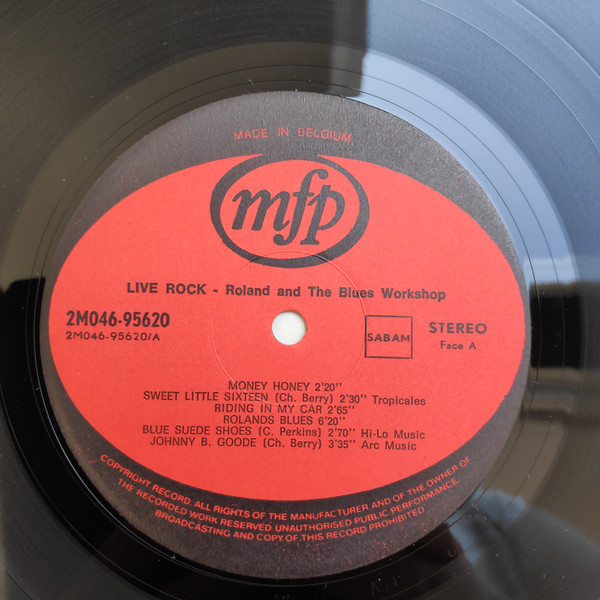 MADE IN BELGIUM
mfp
LIVE ROCK - Roland and The Blues Workshop
2M046-95620
2M046-95620/A
SABAM
STEREO
Face A
MONEY HONEY 2'20''
SWEET LITTLE SIXTEEN (Ch. Berry) 2'30'' Tropicales
RIDING IN MY CAR 2'65''
ROLANDS BLUES 6'20''
BLUE SUEDE SHOES (C. Perkins) 2'70'' Hi-Lo Music
JOHNNY B. GOODE (Ch. Berry) 3'35'' Arc Music
COPYRIGHT RECORD. ALL RIGHTS OF THE MANUFACTURER AND OF THE OWNER OF
THE RECORDED WORK RESERVED UNAUTHORISED PUBLIC PERFORMANCE.
BROADCASTING AND COPY OF THIS RECORD PROHIBITED